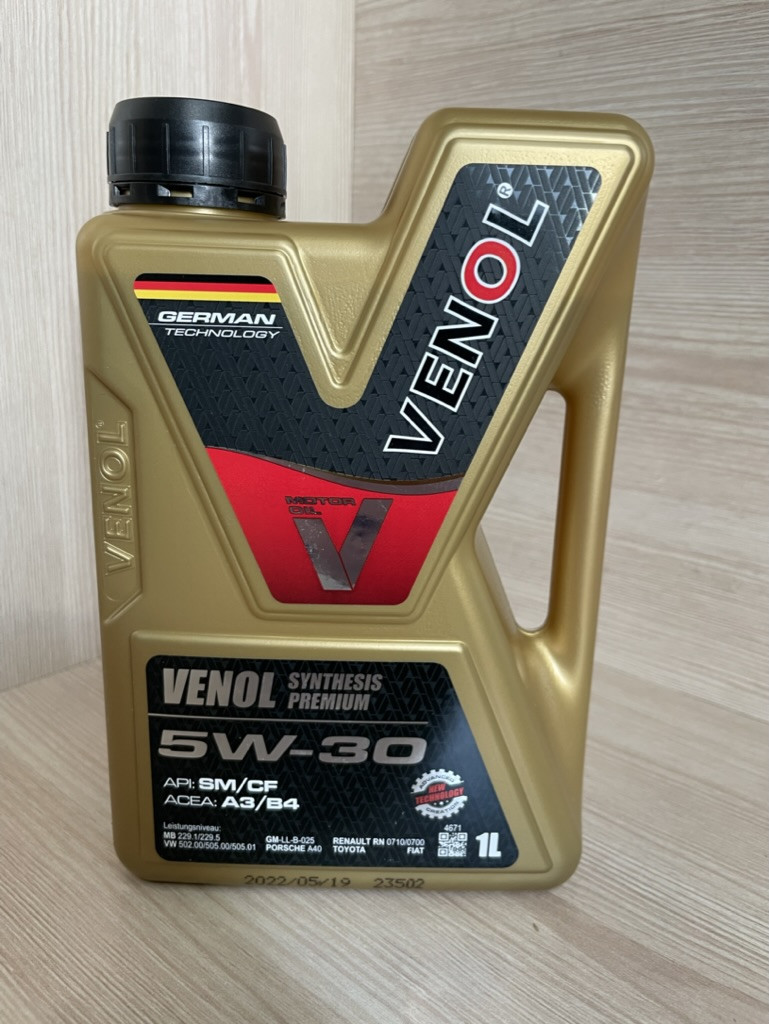 GERMAN
TECHNOLOGY
VENOL®
VENOL
MOTOR
OIL
V
VENOL SYNTHESIS
PREMIUM
5W-30
API: SM/CF
ACEA: A3/B4
NEW
TECHNOLOGY
Leistungsniveau:
MB 229.1/229.5 GM-LL-B-025 RENAULT RN 0710/0700
VW 502.00/505.00/505.01 PORSCHE A40 TOYOTA FIAT
4671
1L
2022/05/19 23502